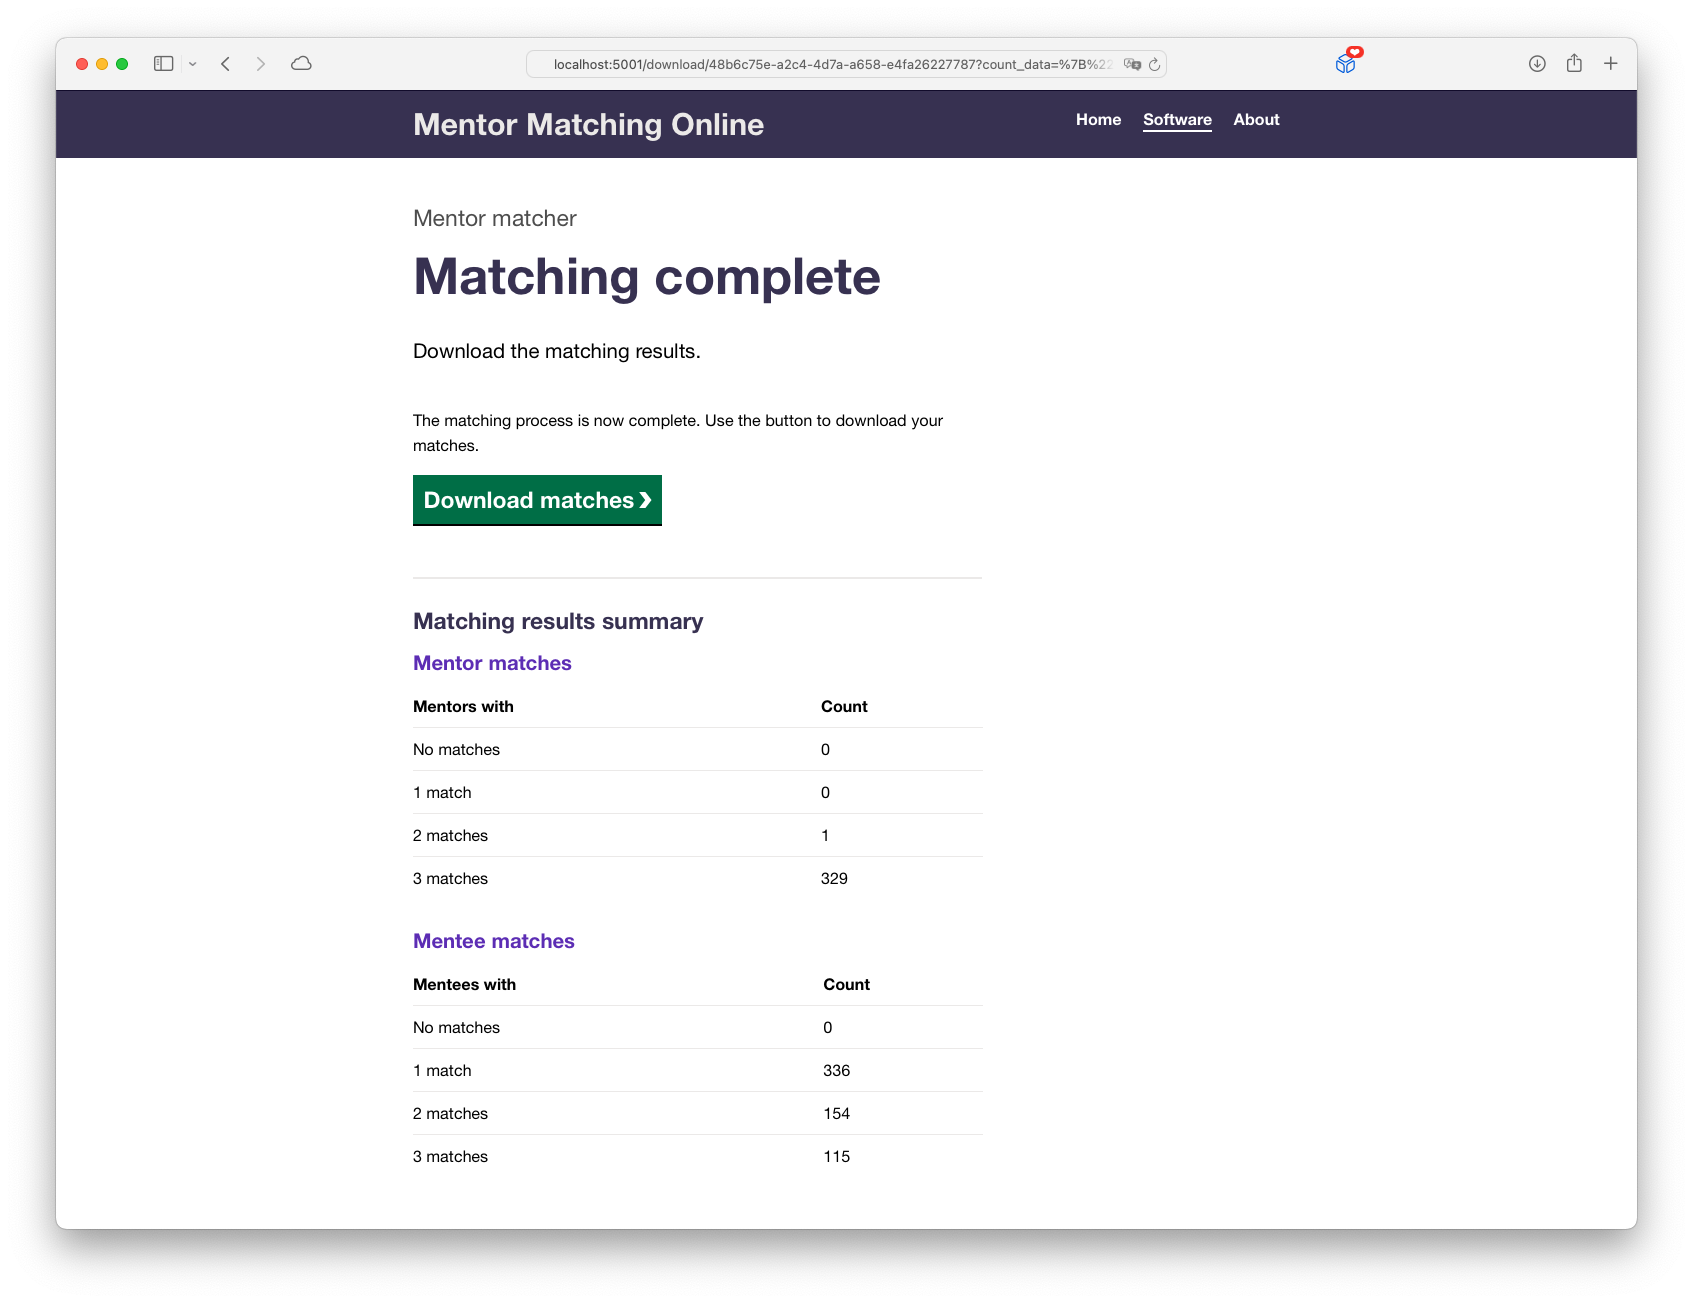 localhost:5001/download/48b6c75e-a2c4-4d7a-a658-e4fa26227787?count_data=%7B%22
Mentor Matching Online
Home Software About
Mentor matcher
Matching complete
Download the matching results.
The matching process is now complete. Use the button to download your
matches.
Download matches
Matching results summary
Mentor matches
Mentors with Count
No matches 0
1 match 0
2 matches 1
3 matches 329
Mentee matches
Mentees with Count
No matches 0
1 match 336
2 matches 154
3 matches 115